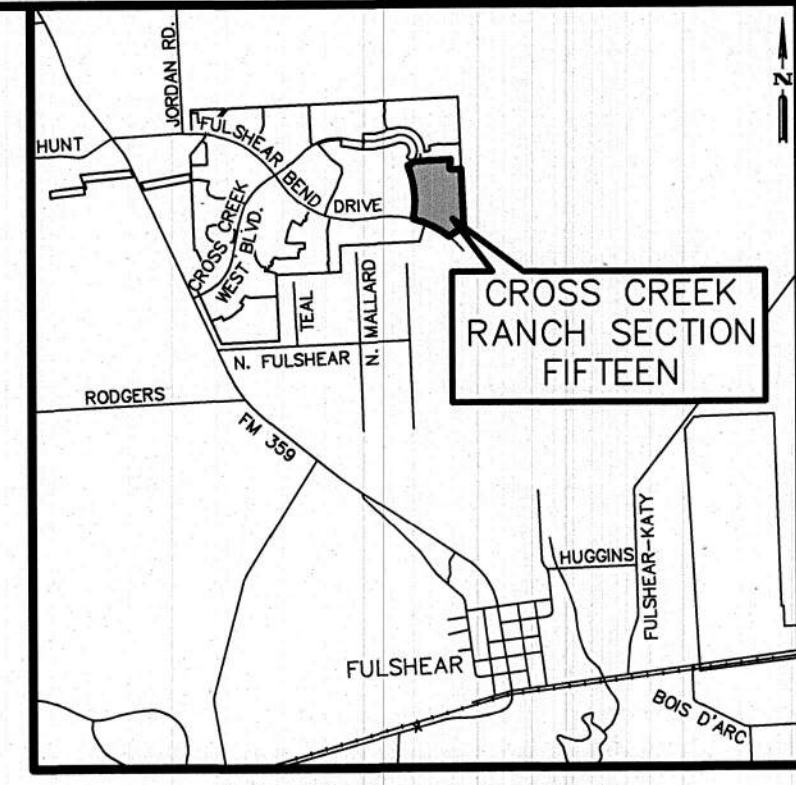 JORDAN RD.
N
HUNT
FULSHEAR BEND DRIVE
CROSS CREEK
WEST BLVD.
CROSS CREEK
RANCH SECTION
FIFTEEN
TEAL
N. MALLARD
N. FULSHEAR
RODGERS
FM 359
HUGGINS
FULSHEAR-KATY
FULSHEAR
BOIS D'ARC